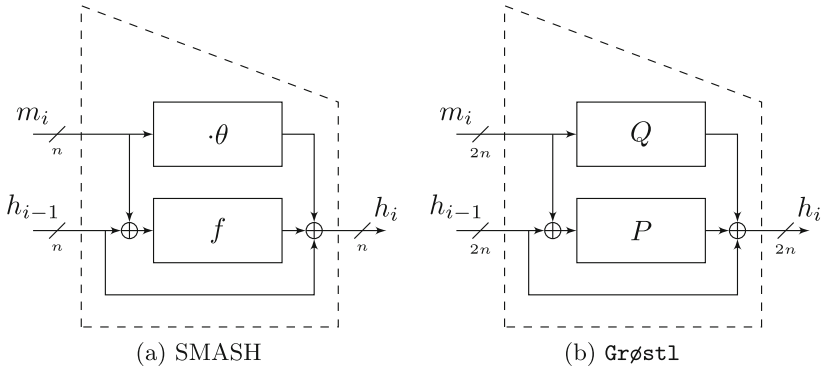 m_i
n
·θ
h_{i−1}
n
f
h_i
n
(a) SMASH
m_i
2n
Q
h_{i−1}
2n
P
h_i
2n
(b) Grøstl